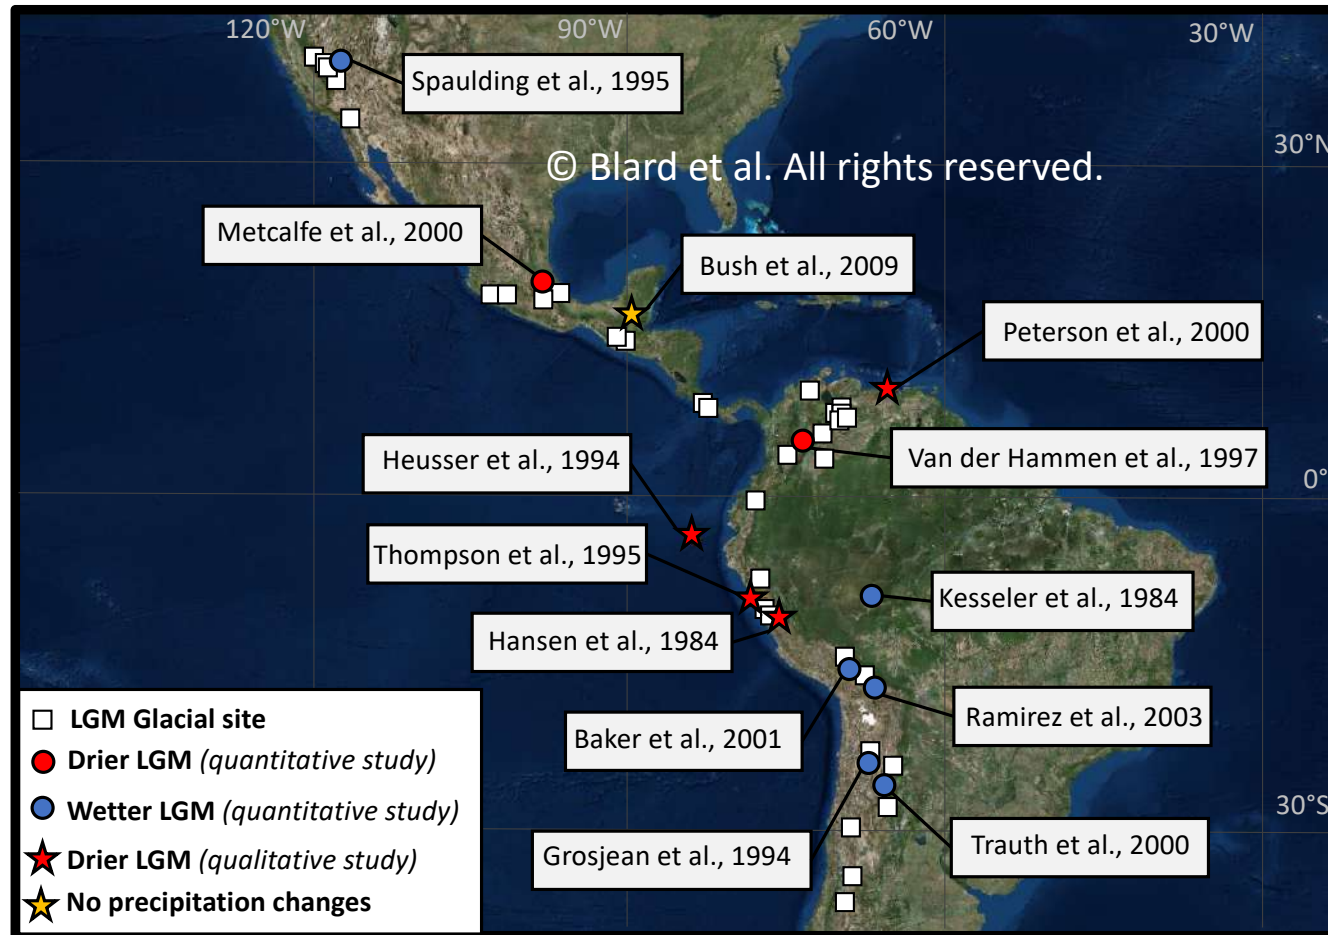 120°W
90°W
60°W
30°W
Spaulding et al., 1995
30°N
© Blard et al. All rights reserved.
Metcalfe et al., 2000
Bush et al., 2009
Peterson et al., 2000
Heusser et al., 1994
Van der Hammen et al., 1997
0°
Thompson et al., 1995
Kesseler et al., 1984
Hansen et al., 1984
Ramirez et al., 2003
Baker et al., 2001
30°S
Trauth et al., 2000
Grosjean et al., 1994
LGM Glacial site
Drier LGM (quantitative study)
Wetter LGM (quantitative study)
Drier LGM (qualitative study)
No precipitation changes